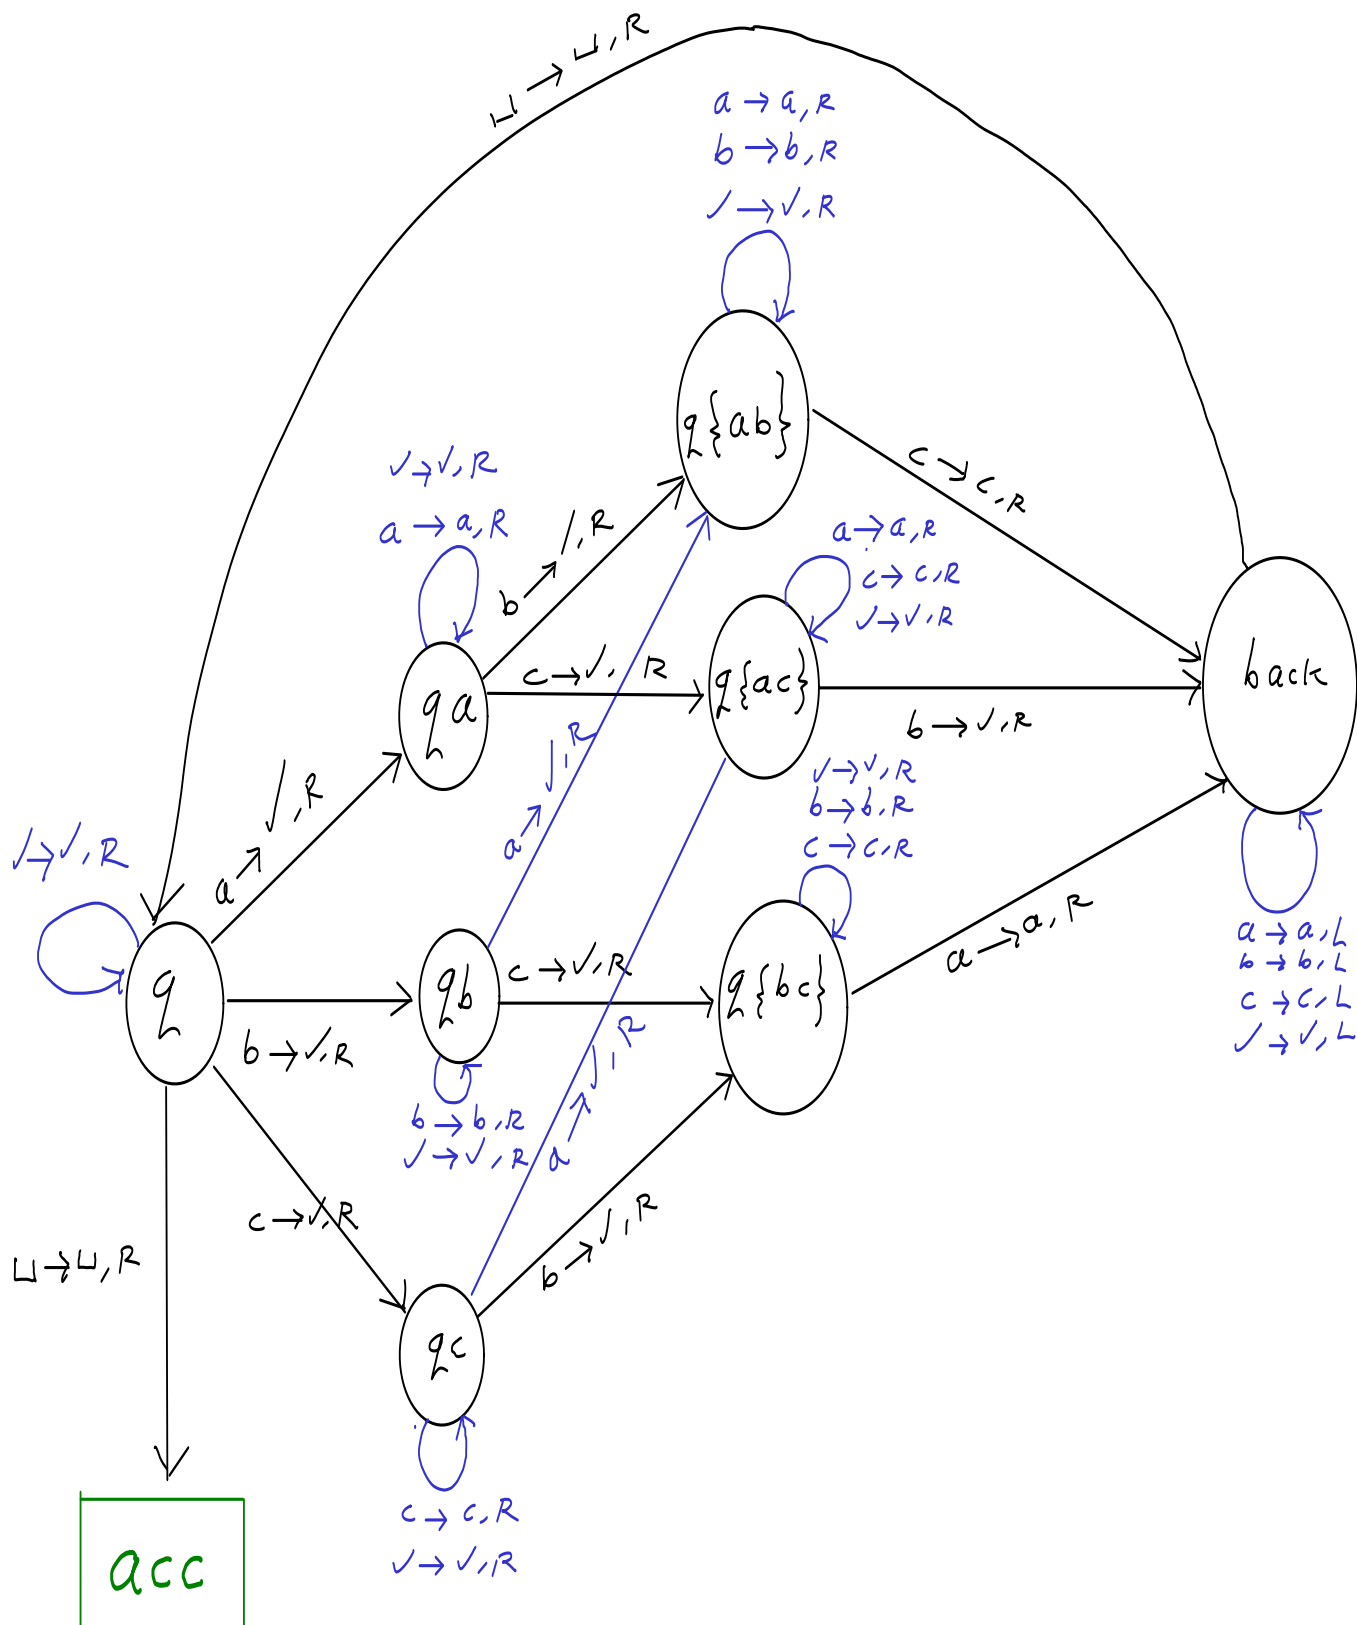 ⊔ → ⊔, R
a → a, R
b → b, R
✓ → ✓, R
q{ab}
c → c, R
✓ → ✓, R
a → a, R
b → /, R
a → a, R
c → c, R
✓ → ✓, R
qa
c → ✓, R
q{ac}
b → ✓, R
back
a → ✓, R
a → ✓, R
✓ → ✓, R
✓ → ✓, R
b → b, R
c → c, R
q
b → ✓, R
qb
c → ✓, R
q{bc}
a → a, R
a → a, L
b → b, L
c → c, L
✓ → ✓, L
b → b, R
✓ → ✓, R
a → ✓, R
c → ✓, R
b → ✓, R
⊔ → ⊔, R
qc
c → c, R
✓ → ✓, R
acc